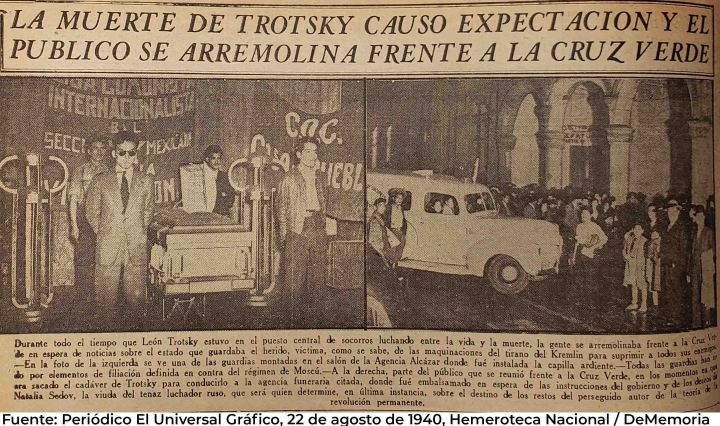 LA MUERTE DE TROTSKY CAUSO EXPECTACION Y EL
PUBLICO SE ARREMOLINA FRENTE A LA CRUZ VERDE
INTERNACIONALISTA
SECC MEXICAN
Durante todo el tiempo que León Trotsky estuvo en el puesto central de socorros luchando entre la vida y la muerte, la gente se arremolinaba frente a la Cruz
de en espera de noticias sobre el estado que guardaba el herido, víctima, como se sabe, de las maquinaciones del tirano del Kremlin para suprimir a todos sus
—En la foto de la izquierda se ve una de las guardias montadas en el salón de la Agencia Alcázar donde fué instalada la capilla ardiente.—Todas las guardias han
do por elementos de filiación definida en contra del régimen de Moscú.—A la derecha, parte del público que se reunió frente a la Cruz Verde, en los momentos en que
era sacado el cadáver de Trotsky para conducirlo a la agencia funeraria citada, donde fué embalsamado en espera de las instrucciones del gobierno y de los deseos de
Natalia Sedov, la viuda del tenaz luchador ruso, que será quien determine, en última instancia, sobre el destino de los restos del perseguido autor de la teoría de la
revolución permanente.
Fuente: Periódico El Universal Gráfico, 22 de agosto de 1940, Hemeroteca Nacional / DeMemoria